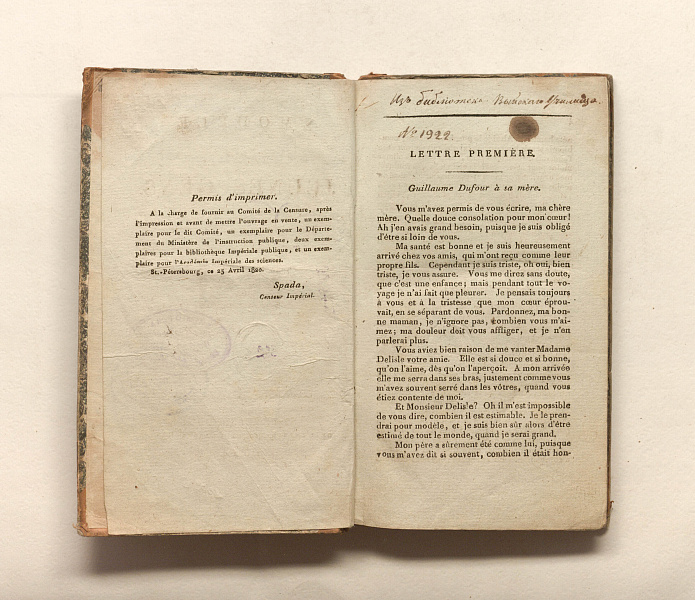 Permis d'imprimer.
A la charge de fournir au Comité de la Censure, après
l'impression et avant de mettre l'ouvrage en vente, un exem-
plaire pour le dit Comité, un exemplaire pour le Départe-
ment du Ministère de l'instruction publique, deux exem-
plaires pour la bibliothèque Impériale publique, et un exem-
plaire pour l'Académie Impériale des sciences.
St.-Pétersbourg, ce 25 Avril 1820.
Spada,
Censeur Impérial.
Изъ библіотеки Училища.
№ 1922.
LETTRE PREMIÈRE.
Guillaume Dufour à sa mère.
Vous m'avez permis de vous écrire, ma chère
mère. Quelle douce consolation pour mon cœur!
Ah j'en avais grand besoin, puisque je suis obligé
d'être si loin de vous.
Ma santé est bonne et je suis heureusement
arrivé chez vos amis, qui m'ont reçu comme leur
propre fils. Cependant je suis triste, oh oui, bien
triste, je vous assure. Vous me direz sans doute,
que c'est une enfance; mais pendant tout le vo-
yage je n'ai fait que pleurer. Je pensais toujours
à vous et à la tristesse que mon cœur éprou-
vait, en se séparant de vous. Pardonnez, ma bon-
ne maman, je n'ignore pas, combien vous m'ai-
mez; ma douleur doit vous affliger, et je n'en
parlerai plus.
Vous aviez bien raison de me vanter Madame
Delisle votre amie. Elle est si douce et si bonne,
qu'on l'aime, dès qu'on l'aperçoit. A mon arrivée
elle me serra dans ses bras, justement comme vous
m'avez souvent serré dans les vôtres, quand vous
étiez contente de moi.
Et Monsieur Delisle? Oh il m'est impossible
de vous dire, combien il est estimable. Je le pren-
drai pour modèle, et je suis bien sûr alors d'être
estimé de tout le monde, quand je serai grand.
Mon père a sûrement été comme lui, puisque
vous m'avez dit si souvent, combien il était hon-